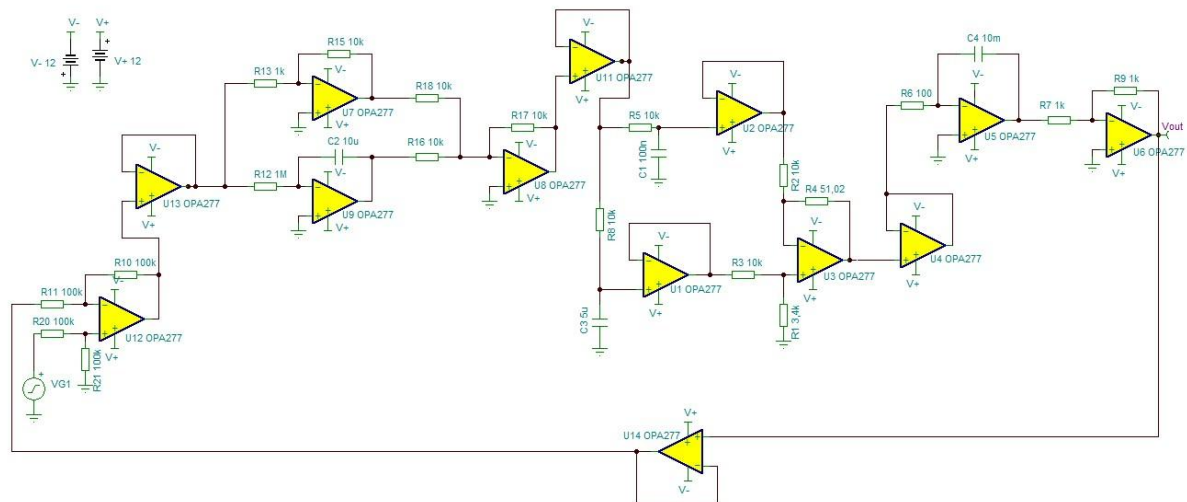 V-
V+
V- 12
V+ 12
R15 10k
R13 1k
V-
V+
U7 OPA277
R18 10k
C2 10u
R12 1M
V-
V+
U9 OPA277
R16 10k
V-
V+
U13 OPA277
R17 10k
V-
V+
U8 OPA277
V-
V+
U11 OPA277
R5 10k
C1 100n
R8 10k
C3 5u
V-
V+
U2 OPA277
R2 10k
R4 51,02
V-
V+
U1 OPA277
R3 10k
R1 3,4k
V-
V+
U3 OPA277
V-
V+
U4 OPA277
C4 10m
R6 100
V-
V+
U5 OPA277
R7 1k
R9 1k
V-
V+
U6 OPA277
Vout
R10 100k
R11 100k
R20 100k
V-
V+
U12 OPA277
R21 100k
VG1
V+
U14 OPA277
V-